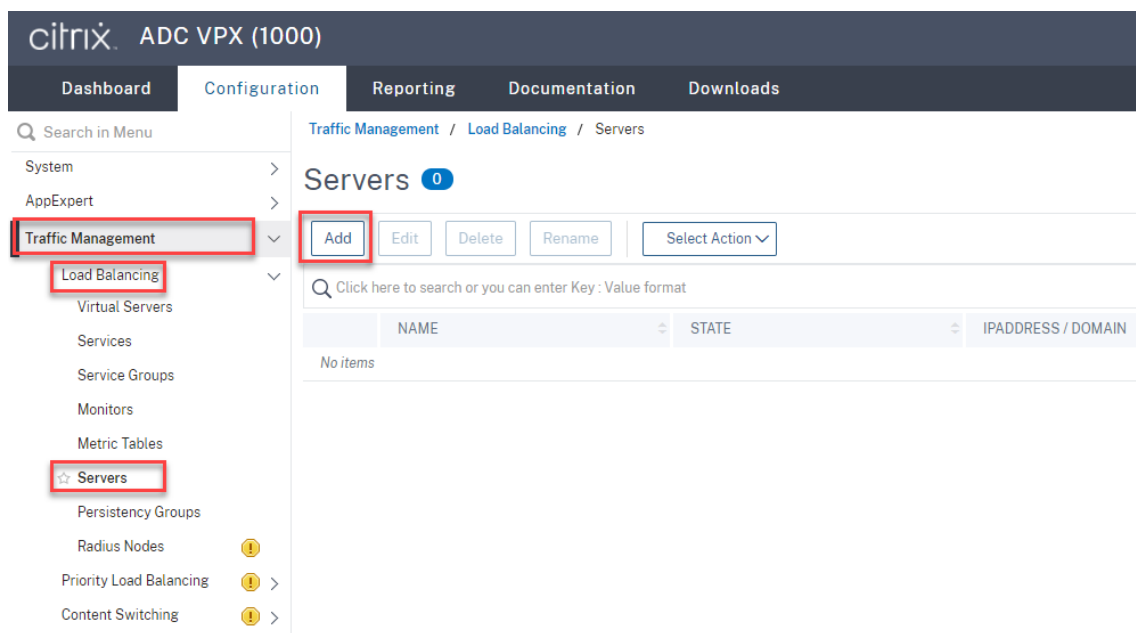 citrix. ADC VPX (1000)
Dashboard Configuration Reporting Documentation Downloads
Search in Menu
System
AppExpert
Traffic Management
Load Balancing
Virtual Servers
Services
Service Groups
Monitors
Metric Tables
Servers
Persistency Groups
Radius Nodes
Priority Load Balancing
Content Switching
Traffic Management / Load Balancing / Servers
Servers 0
Add Edit Delete Rename Select Action
Click here to search or you can enter Key : Value format
NAME STATE IPADDRESS / DOMAIN
No items